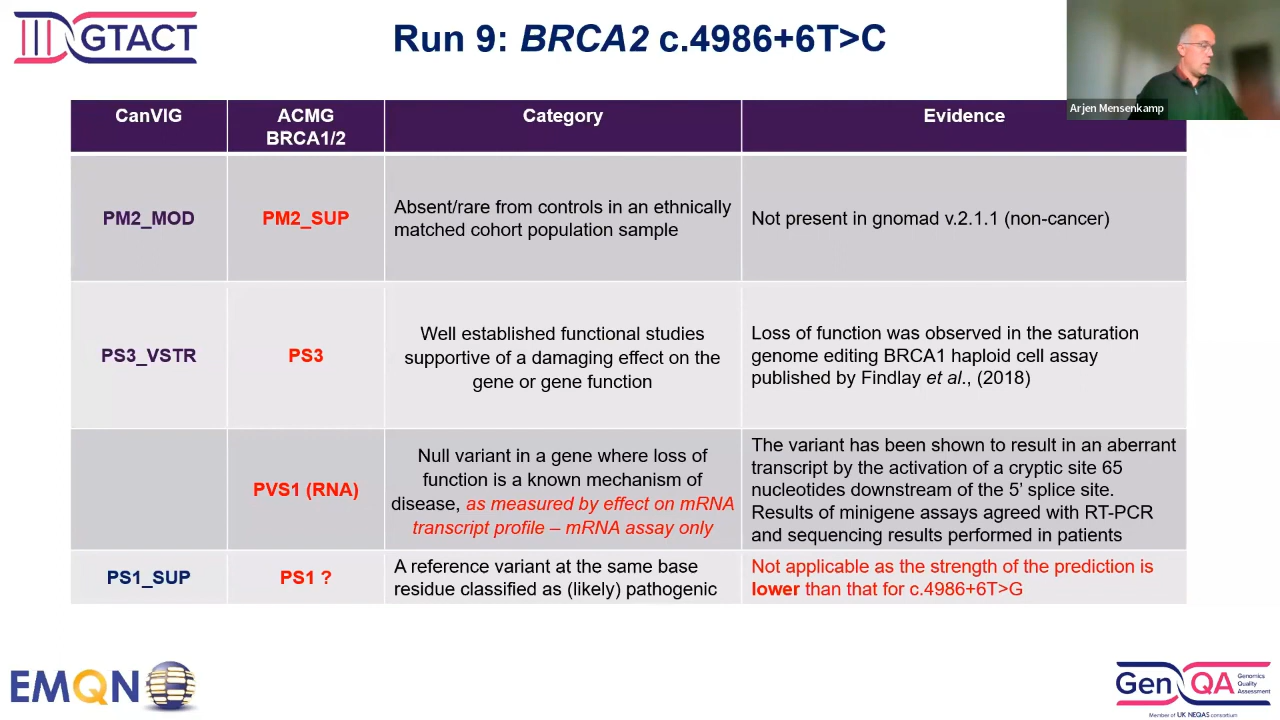 GTACT
Run 9: BRCA2 c.4986+6T>C
Arjen Mensenkamp
CanVIG
ACMG
BRCA1/2
Category
Evidence
PM2_MOD
PM2_SUP
Absent/rare from controls in an ethnically
matched cohort population sample
Not present in gnomad v.2.1.1 (non-cancer)
PS3_VSTR
PS3
Well established functional studies
supportive of a damaging effect on the
gene or gene function
Loss of function was observed in the saturation
genome editing BRCA1 haploid cell assay
published by Findlay et al., (2018)
PVS1 (RNA)
Null variant in a gene where loss of
function is a known mechanism of
disease, as measured by effect on mRNA
transcript profile – mRNA assay only
The variant has been shown to result in an aberrant
transcript by the activation of a cryptic site 65
nucleotides downstream of the 5’ splice site.
Results of minigene assays agreed with RT-PCR
and sequencing results performed in patients
PS1_SUP
PS1 ?
A reference variant at the same base
residue classified as (likely) pathogenic
Not applicable as the strength of the prediction is
lower than that for c.4986+6T>G
EMQN
GenQA
Genomics
Quality
Assessment
Member of UK NEQAS consortium